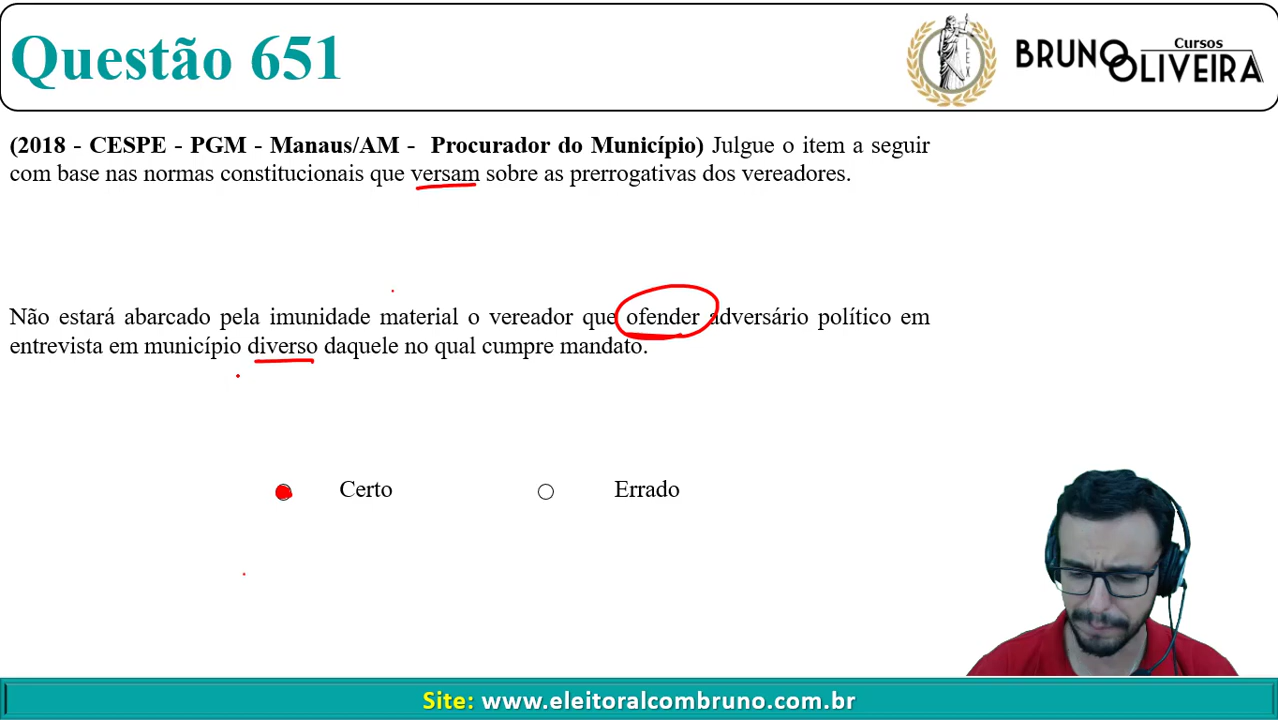 Questão 651
LEX
Cursos
BRUNO OLIVEIRA
(2018 - CESPE - PGM - Manaus/AM - Procurador do Município) Julgue o item a seguir
com base nas normas constitucionais que versam sobre as prerrogativas dos vereadores.
Não estará abarcado pela imunidade material o vereador que ofender adversário político em
entrevista em município diverso daquele no qual cumpre mandato.
Certo
Errado
Site: www.eleitoralcombruno.com.br